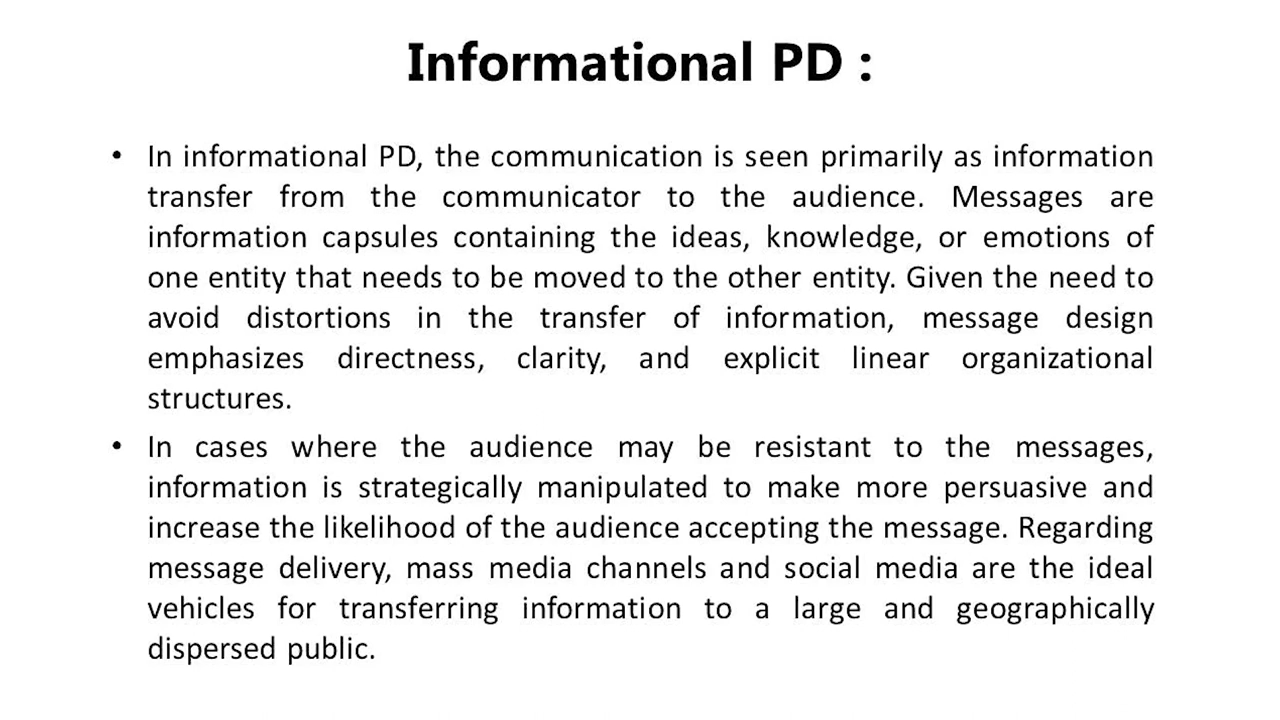 Informational PD :
• In informational PD, the communication is seen primarily as information
transfer from the communicator to the audience. Messages are
information capsules containing the ideas, knowledge, or emotions of
one entity that needs to be moved to the other entity. Given the need to
avoid distortions in the transfer of information, message design
emphasizes directness, clarity, and explicit linear organizational
structures.
• In cases where the audience may be resistant to the messages,
information is strategically manipulated to make more persuasive and
increase the likelihood of the audience accepting the message. Regarding
message delivery, mass media channels and social media are the ideal
vehicles for transferring information to a large and geographically
dispersed public.